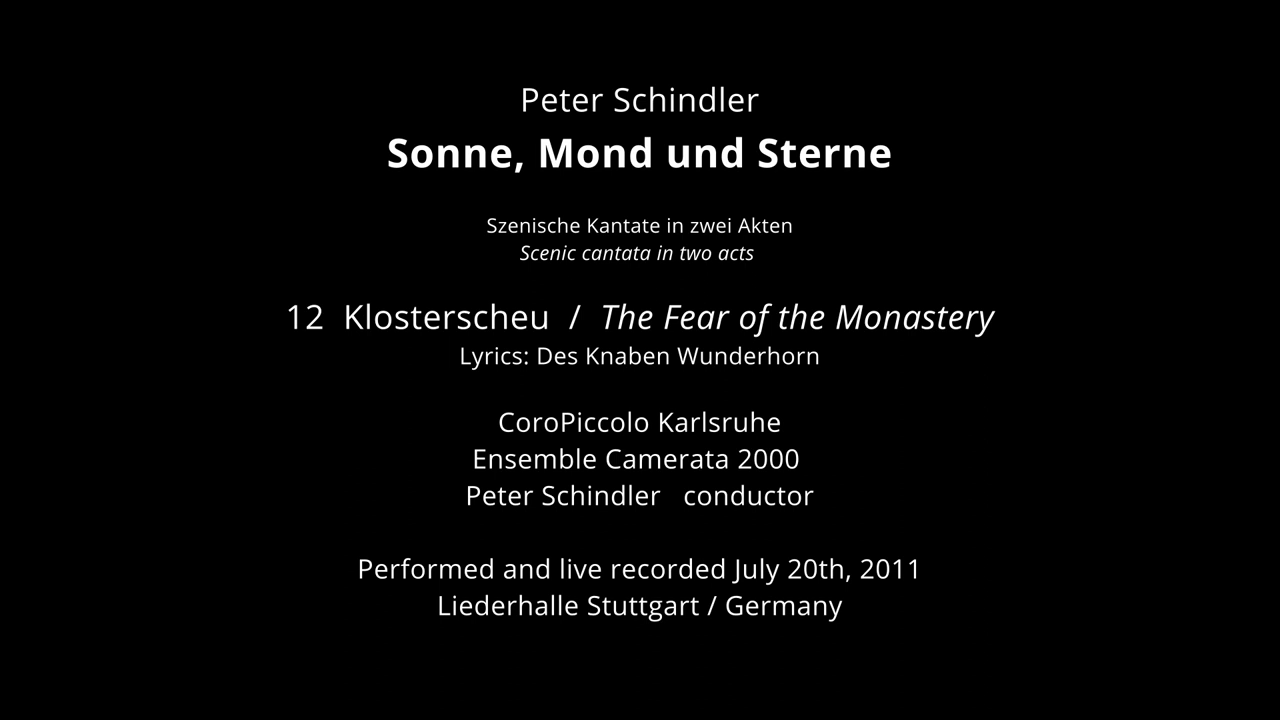 Peter Schindler
Sonne, Mond und Sterne
Szenische Kantate in zwei Akten
Scenic cantata in two acts
12 Klosterscheu / The Fear of the Monastery
Lyrics: Des Knaben Wunderhorn
CoroPiccolo Karlsruhe
Ensemble Camerata 2000
Peter Schindler conductor
Performed and live recorded July 20th, 2011
Liederhalle Stuttgart / Germany